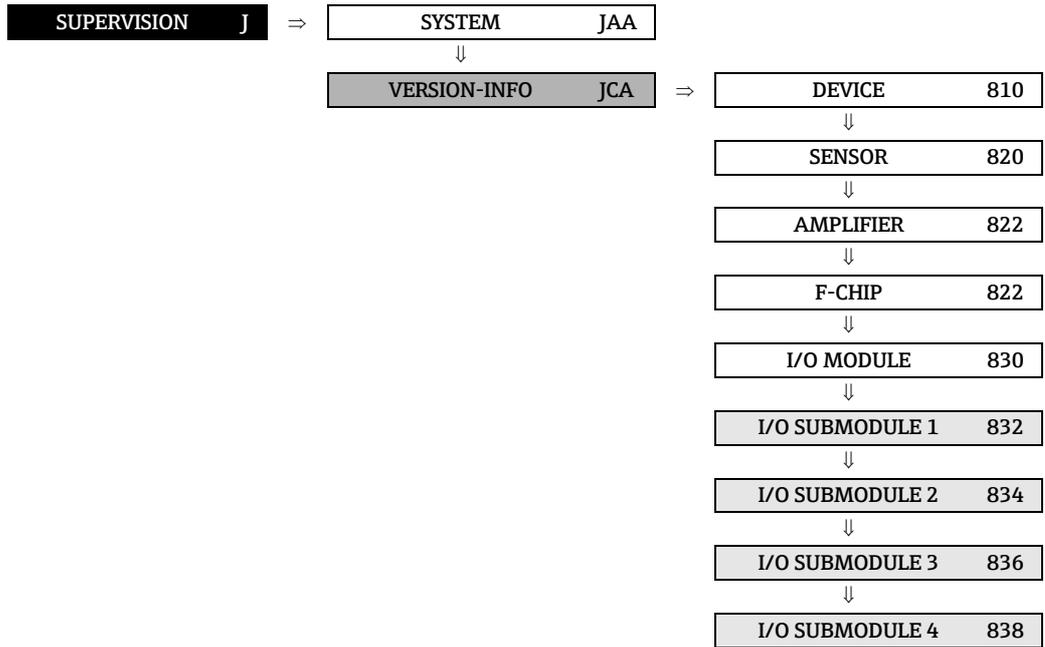 SUPERVISION J ⇒ SYSTEM JAA
⇓
VERSION-INFO JCA ⇒ DEVICE 810
⇓
SENSOR 820
⇓
AMPLIFIER 822
⇓
F-CHIP 822
⇓
I/O MODULE 830
⇓
I/O SUBMODULE 1 832
⇓
I/O SUBMODULE 2 834
⇓
I/O SUBMODULE 3 836
⇓
I/O SUBMODULE 4 838